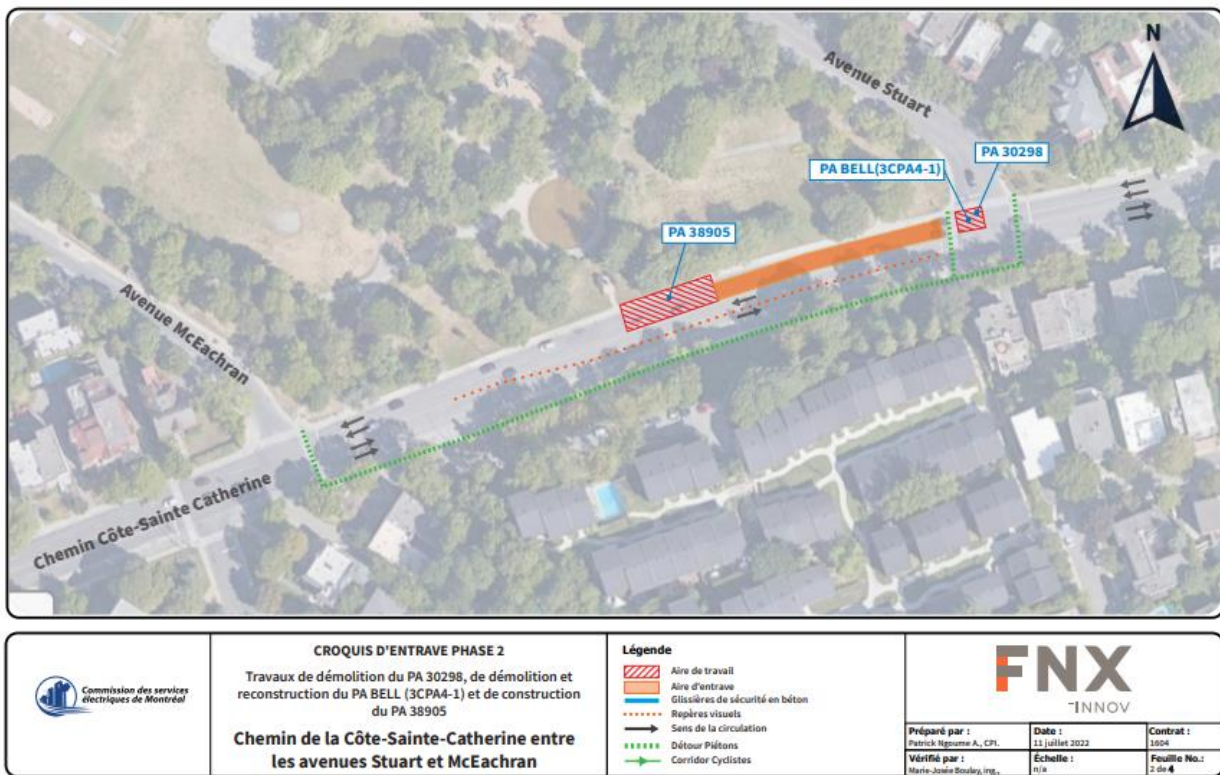 N
Avenue Stuart
PA 30298
PA BELL(3CPA4-1)
PA 38905
Avenue McEachran
Chemin Côte-Sainte Catherine
Commission des services
électriques de Montréal
CROQUIS D'ENTRAVE PHASE 2
Travaux de démolition du PA 30298, de démolition et
reconstruction du PA BELL (3CPA4-1) et de construction
du PA 38905
Chemin de la Côte-Sainte-Catherine entre
les avenues Stuart et McEachran
Légende
Aire de travail
Aire d'entrave
Glissières de sécurité en béton
Repères visuels
Sens de la circulation
Détour Piétons
Corridor Cyclistes
FNX
INNOV
Préparé par :
Patrick Ngoume A., CPI.
Date :
11 juillet 2022
Contrat :
1604
Vérifié par :
Marie-Josée Boulay, ing.,
Échelle :
n/a
Feuille No.:
2 de 4